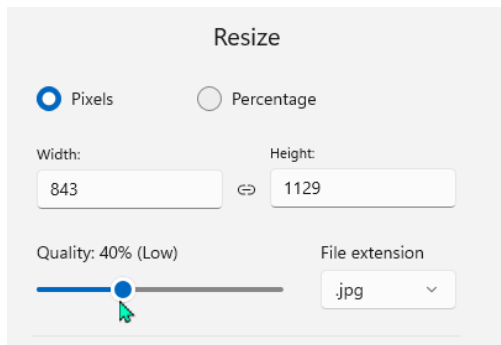 Resize
Pixels Percentage
Width: Height:
843 1129
Quality: 40% (Low) File extension
.jpg